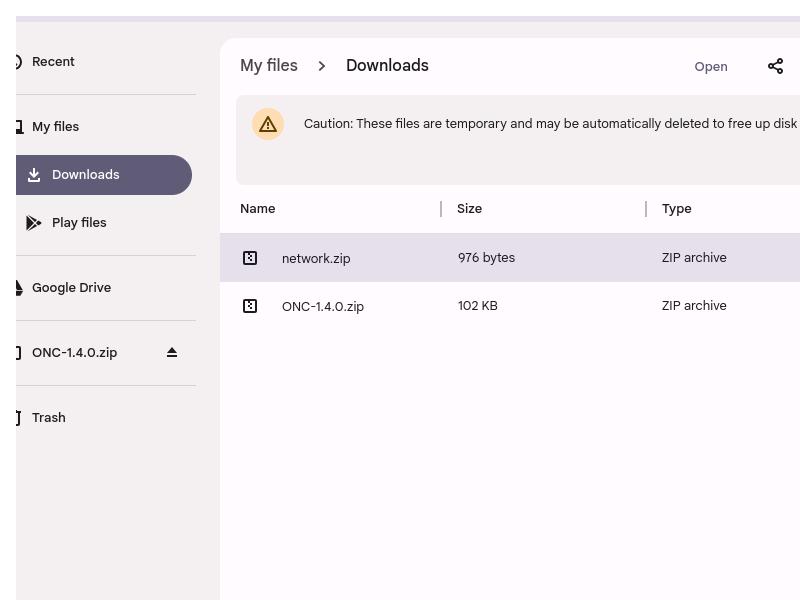 Recent
My files
Downloads
Play files
Google Drive
ONC-1.4.0.zip
Trash
My files > Downloads
Open
Caution: These files are temporary and may be automatically deleted to free up disk
Name Size Type
network.zip 976 bytes ZIP archive
ONC-1.4.0.zip 102 KB ZIP archive